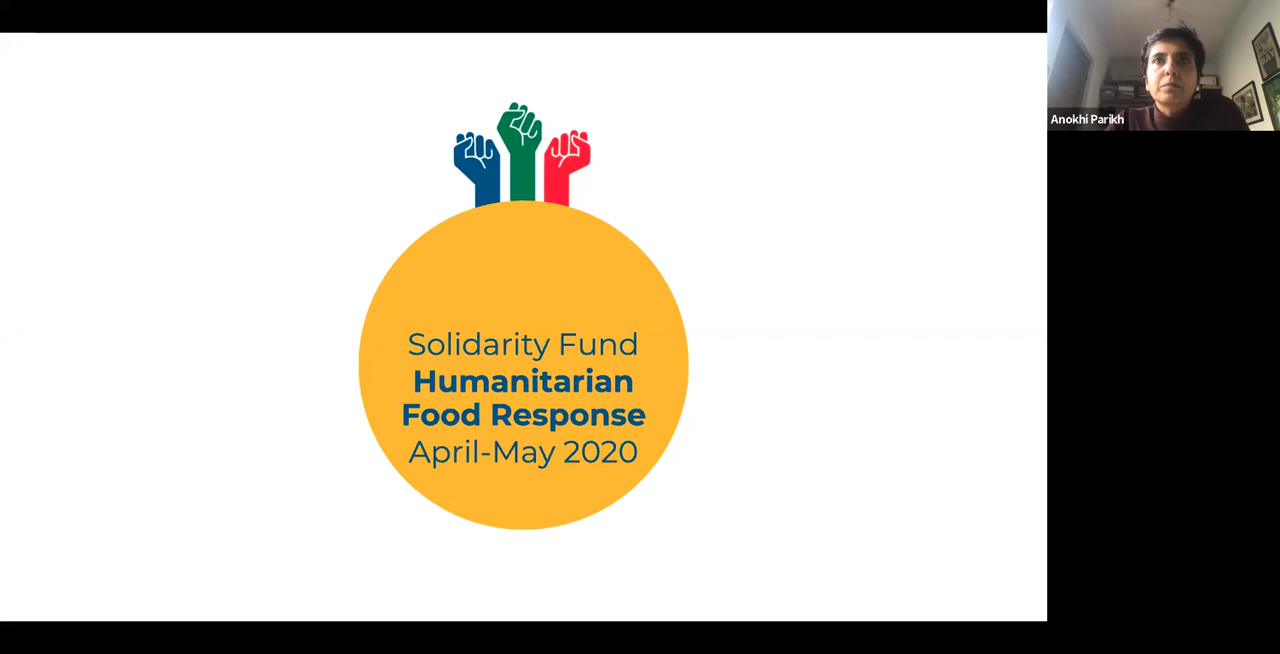 Solidarity Fund
Humanitarian
Food Response
April-May 2020
Anokhi Parikh